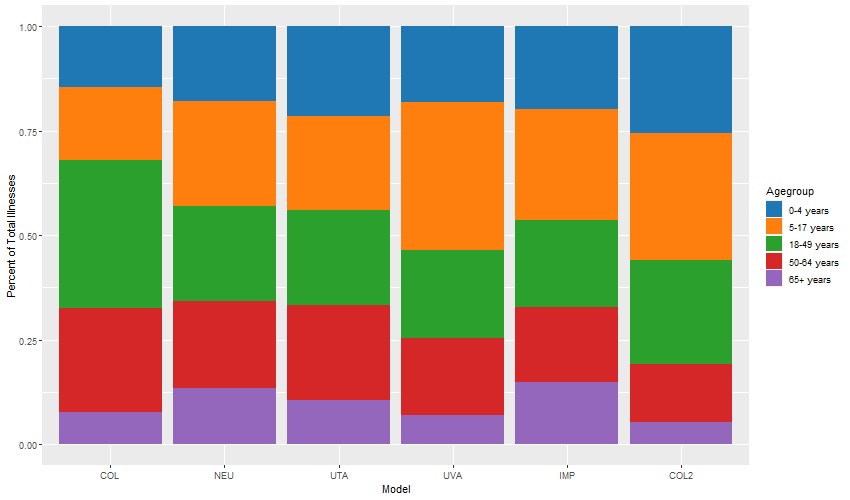 Percent of Total Illnesses
1.00
0.75
0.50
0.25
0.00
COL NEU UTA UVA IMP COL2
Model
Agegroup
0-4 years
5-17 years
18-49 years
50-64 years
65+ years